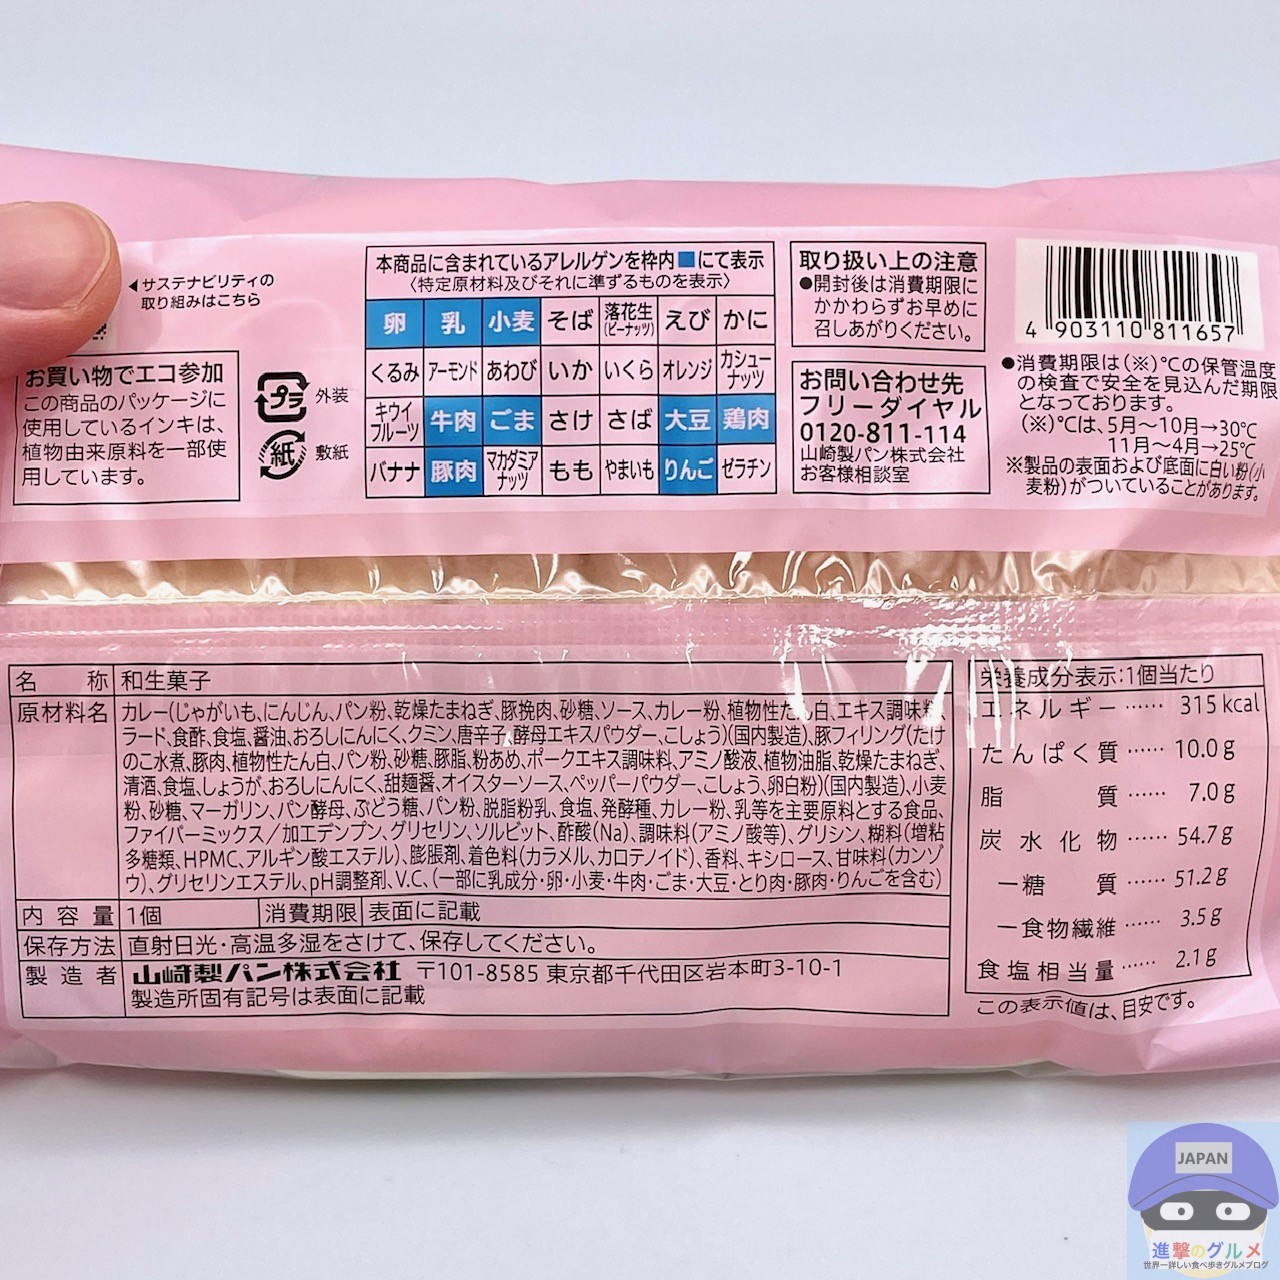 ◀サステナビリティの
取り組みはこちら
お買い物でエコ参加
この商品のパッケージに
使用しているインキは、
植物由来原料を一部使
用しています。
プラ 外装
紙 敷紙
本商品に含まれているアレルゲンを枠内■にて表示
〈特定原材料及びそれに準ずるものを表示〉
卵 乳 小麦 そば 落花生(ピーナッツ) えび かに
くるみ アーモンド あわび いか いくら オレンジ カシューナッツ
キウイフルーツ 牛肉 ごま さけ さば 大豆 鶏肉
バナナ 豚肉 マカダミアナッツ もも やまいも りんご ゼラチン
取り扱い上の注意
●開封後は消費期限に
かかわらずお早めに
召しあがりください。
お問い合わせ先
フリーダイヤル
0120-811-114
山崎製パン株式会社
お客様相談室
4 903110 811657
●消費期限は(※)℃の保管温度
の検査で安全を見込んだ期限
となっております。
(※)℃は、5月～10月→30℃
11月～4月→25℃
※製品の表面および底面に白い粉(小
麦粉)がついていることがあります。
名称 和生菓子
原材料名 カレー(じゃがいも、にんじん、パン粉、乾燥たまねぎ、豚挽肉、砂糖、ソース、カレー粉、植物性たん白、エキス調味料、
ラード、食酢、食塩、醤油、おろしにんにく、クミン、唐辛子、酵母エキスパウダー、こしょう)(国内製造)、豚フィリング(たけ
のこ水煮、豚肉、植物性たん白、パン粉、砂糖、豚脂、粉あめ、ポークエキス調味料、アミノ酸液、植物油脂、乾燥たまねぎ、
清酒、食塩、しょうが、おろしにんにく、甜麺醤、オイスターソース、ペッパーパウダー、こしょう、卵白粉)(国内製造)、小麦
粉、砂糖、マーガリン、パン酵母、ぶどう糖、パン粉、脱脂粉乳、食塩、発酵種、カレー粉、乳等を主要原料とする食品、
ファイバーミックス／加工デンプン、グリセリン、ソルビット、酢酸(Na)、調味料(アミノ酸等)、グリシン、糊料(増粘
多糖類、HPMC、アルギン酸エステル)、膨脹剤、着色料(カラメル、カロテノイド)、香料、キシロース、甘味料(カンゾ
ウ)、グリセリンエステル、pH調整剤、V.C、(一部に乳成分・卵・小麦・牛肉・ごま・大豆・とり肉・豚肉・りんごを含む)
内容量 1個 消費期限 表面に記載
保存方法 直射日光・高温多湿をさけて、保存してください。
製造者 山崎製パン株式会社 〒101-8585 東京都千代田区岩本町3-10-1
製造所固有記号は表面に記載
栄養成分表示:1個当たり
エネルギー…… 315kcal
たんぱく質…… 10.0g
脂質…… 7.0g
炭水化物…… 54.7g
－糖質…… 51.2g
－食物繊維…… 3.5g
食塩相当量…… 2.1g
この表示値は、目安です。
JAPAN
進撃のグルメ
世界一詳しい食べ歩きグルメブログ